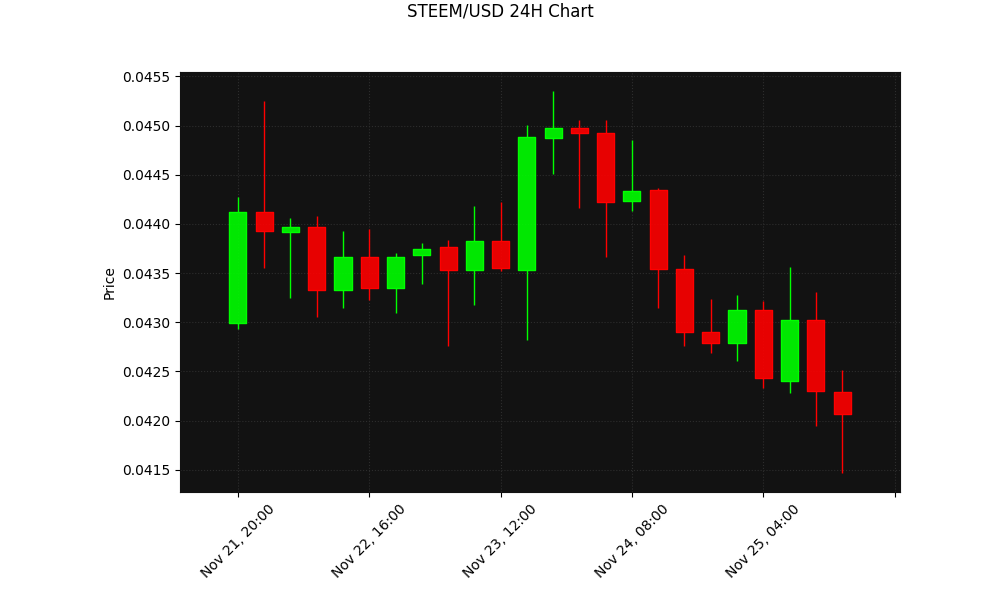 STEEM/USD 24H Chart
0.0455
0.0450
0.0445
0.0440
0.0435
0.0430
0.0425
0.0420
0.0415
Price
Nov 21, 20:00
Nov 22, 16:00
Nov 23, 12:00
Nov 24, 08:00
Nov 25, 04:00